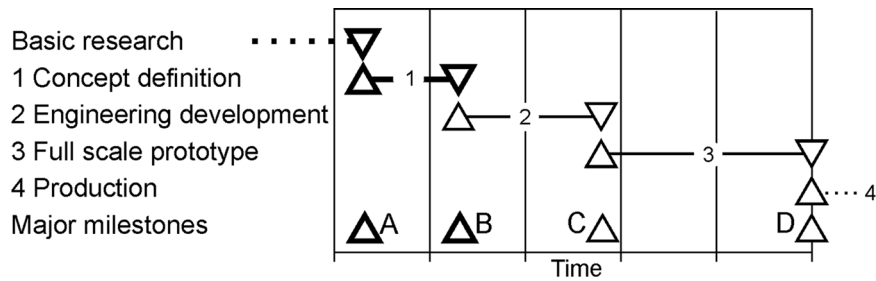 Basic research
1 Concept definition 1
2 Engineering development 2
3 Full scale prototype 3
4 Production 4
Major milestones A B C D
Time